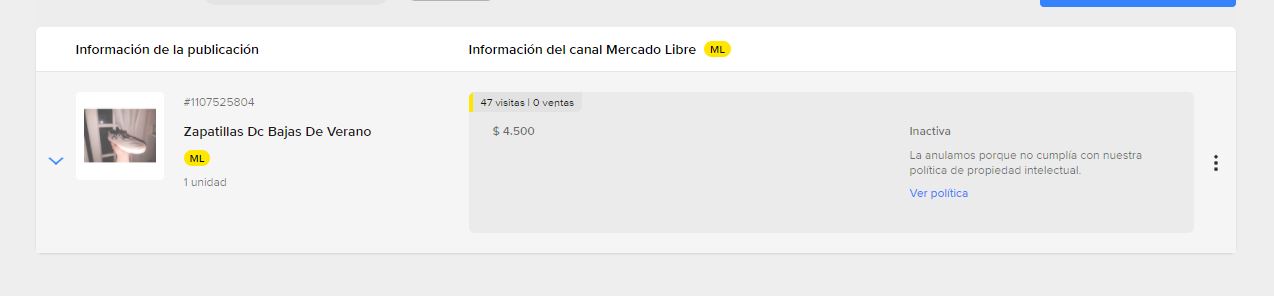 Información de la publicación
Información del canal Mercado Libre ML
#1107525804
Zapatillas Dc Bajas De Verano
ML
1 unidad
47 visitas | 0 ventas
$ 4.500
Inactiva
La anulamos porque no cumplía con nuestra
política de propiedad intelectual.
Ver política